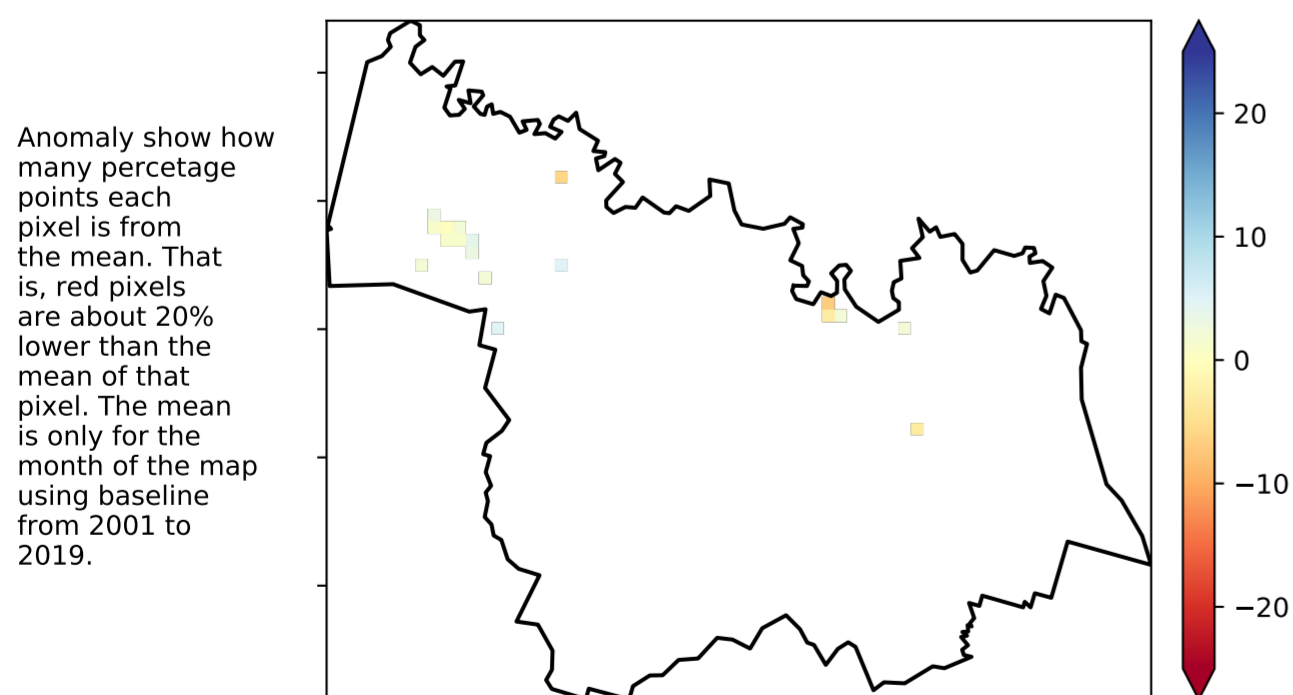 Anomaly show how
many percetage
points each
pixel is from
the mean. That
is, red pixels
are about 20%
lower than the
mean of that
pixel. The mean
is only for the
month of the map
using baseline
from 2001 to
2019.
20
10
0
−10
−20